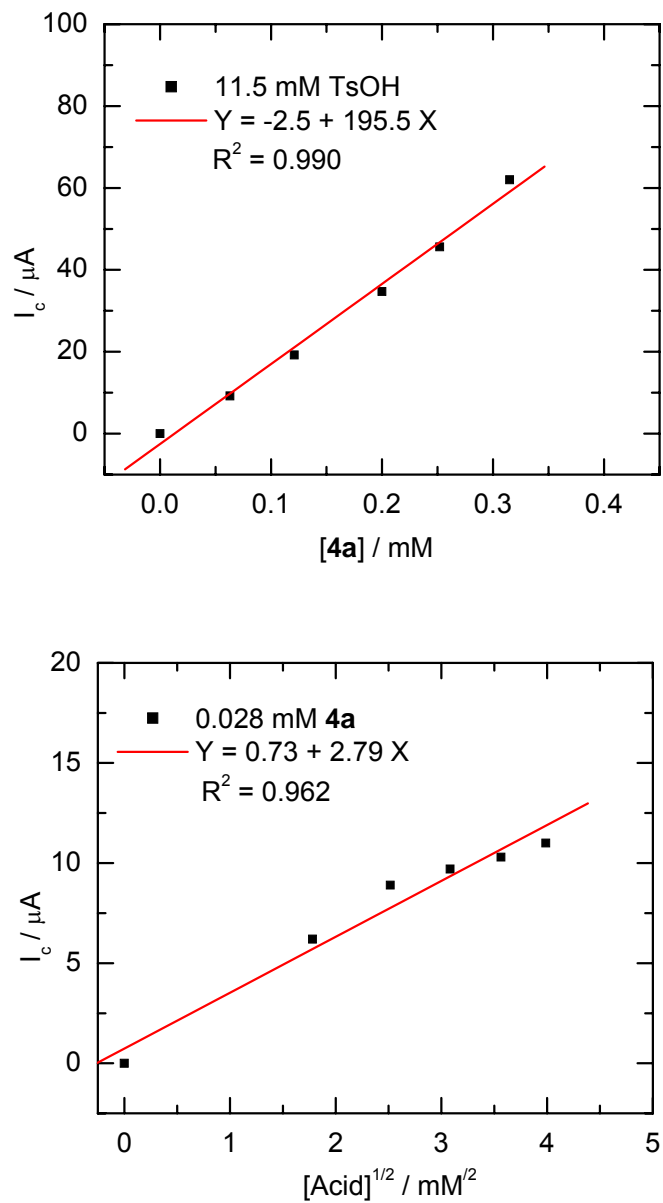 100
80
60
40
20
0
I_c / μA
11.5 mM TsOH
Y = -2.5 + 195.5 X
R² = 0.990
0.0 0.1 0.2 0.3 0.4
[4a] / mM
20
15
10
5
0
I_c / μA
0.028 mM 4a
Y = 0.73 + 2.79 X
R² = 0.962
0 1 2 3 4 5
[Acid]^{1/2} / mM^{/2}